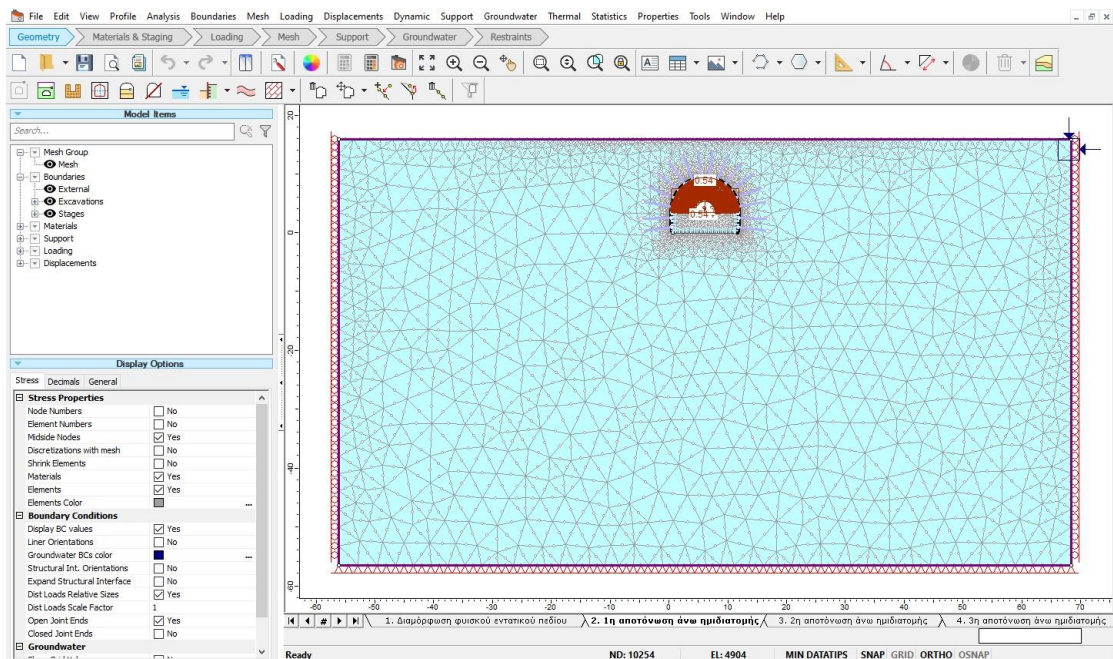 File Edit View Profile Analysis Boundaries Mesh Loading Displacements Dynamic Support Groundwater Thermal Statistics Properties Tools Window Help
Geometry Materials & Staging Loading Mesh Support Groundwater Restraints
Model Items
Search...
Mesh Group
Mesh
Boundaries
External
Excavations
Stages
Materials
Support
Loading
Displacements
Display Options
Stress Decimals General
Stress Properties
Node Numbers No
Element Numbers No
Midside Nodes Yes
Discretizations with mesh No
Shrink Elements No
Materials Yes
Elements Yes
Elements Color ...
Boundary Conditions
Display BC values Yes
Liner Orientations No
Groundwater BCs color ...
Structural Int. Orientations No
Expand Structural Interface No
Dist Loads Relative Sizes Yes
Dist Loads Scale Factor 1
Open Joint Ends Yes
Closed Joint Ends No
Groundwater
20
0
-20
-40
-60
0.54
0.54
-60 -50 -40 -30 -20 -10 0 10 20 30 40 50 60 70
1. Διαμόρφωση φυσικού εντατικού πεδίου 2. 1η αποτόνωση άνω ημιδιατομής 3. 2η αποτόνωση άνω ημιδιατομής 4. 3η αποτόνωση άνω ημιδιατομής
Ready ND: 10254 EL: 4904 MIN DATATIPS SNAP GRID ORTHO OSNAP